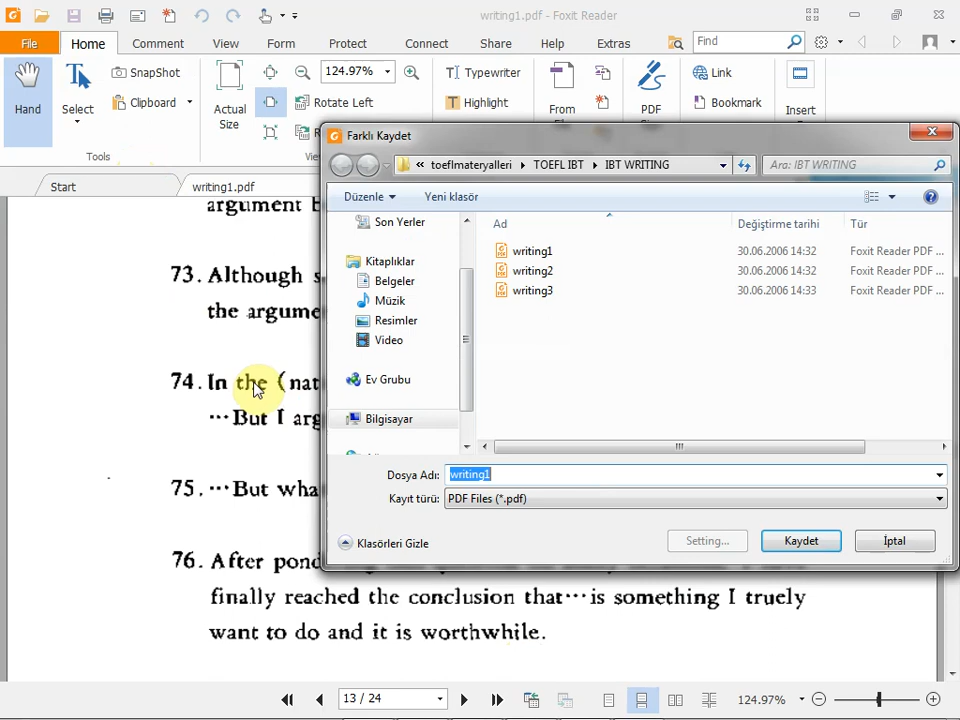 writing1.pdf - Foxit Reader
File
Home
Comment
View
Form
Protect
Connect
Share
Help
Extras
Find
Hand
Select
SnapShot
Clipboard
Tools
Actual
Size
124.97%
Rotate Left
Typewriter
Highlight
From
PDF
Link
Bookmark
Insert
Start
writing1.pdf
Farklı Kaydet
« toeflmateryalleri
TOEFL IBT
IBT WRITING
Ara: IBT WRITING
Düzenle
Yeni klasör
Son Yerler
Kitaplıklar
Belgeler
Müzik
Resimler
Video
Ev Grubu
Bilgisayar
Ad
Değiştirme tarihi
Tür
writing1 30.06.2006 14:32 Foxit Reader PDF ...
writing2 30.06.2006 14:32 Foxit Reader PDF ...
writing3 30.06.2006 14:33 Foxit Reader PDF ...
Dosya Adı: writing1
Kayıt türü: PDF Files (*.pdf)
Klasörleri Gizle
Setting...
Kaydet
İptal
argument
73. Although
the
74. In the
···But I
75. ···But
76. After
finally reached the conclusion that···is something I truely
want to do and it is worthwhile.
13 / 24
124.97%